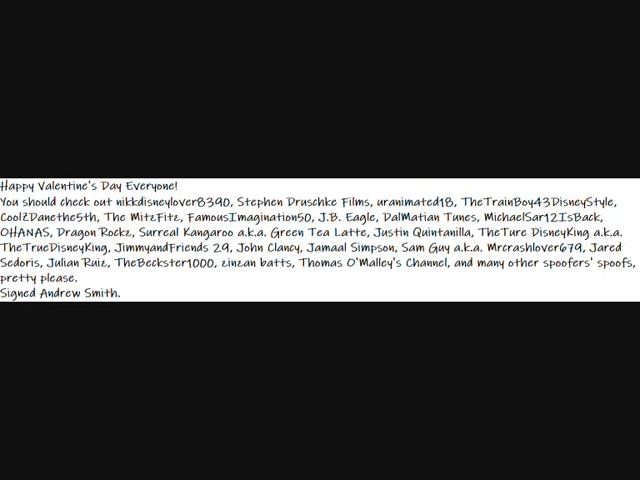 Happy Valentine's Day Everyone!
You should check out nikkdisneylover8390, Stephen Druschke Films, uranimated18, TheTrainBoy43DisneyStyle,
CoolZDanethe5th, The MitzFitz, FamousImagination50, J.B. Eagle, DalMatian Tunes, MichaelSar12IsBack,
OHANAS, Dragon Rockz, Surreal Kangaroo a.k.a. Green Tea Latte, Justin Quintanilla, TheTure DisneyKing a.k.a.
TheTrueDisneyKing, JimmyandFriends 29, John Clancy, Jamaal Simpson, Sam Guy a.k.a. Mrcrashlover679, Jared
Sedoris, Julian Ruiz, TheBeckster1000, zinzan batts, Thomas O'Malley's Channel, and many other spoofers' spoofs,
pretty please.
Signed Andrew Smith.